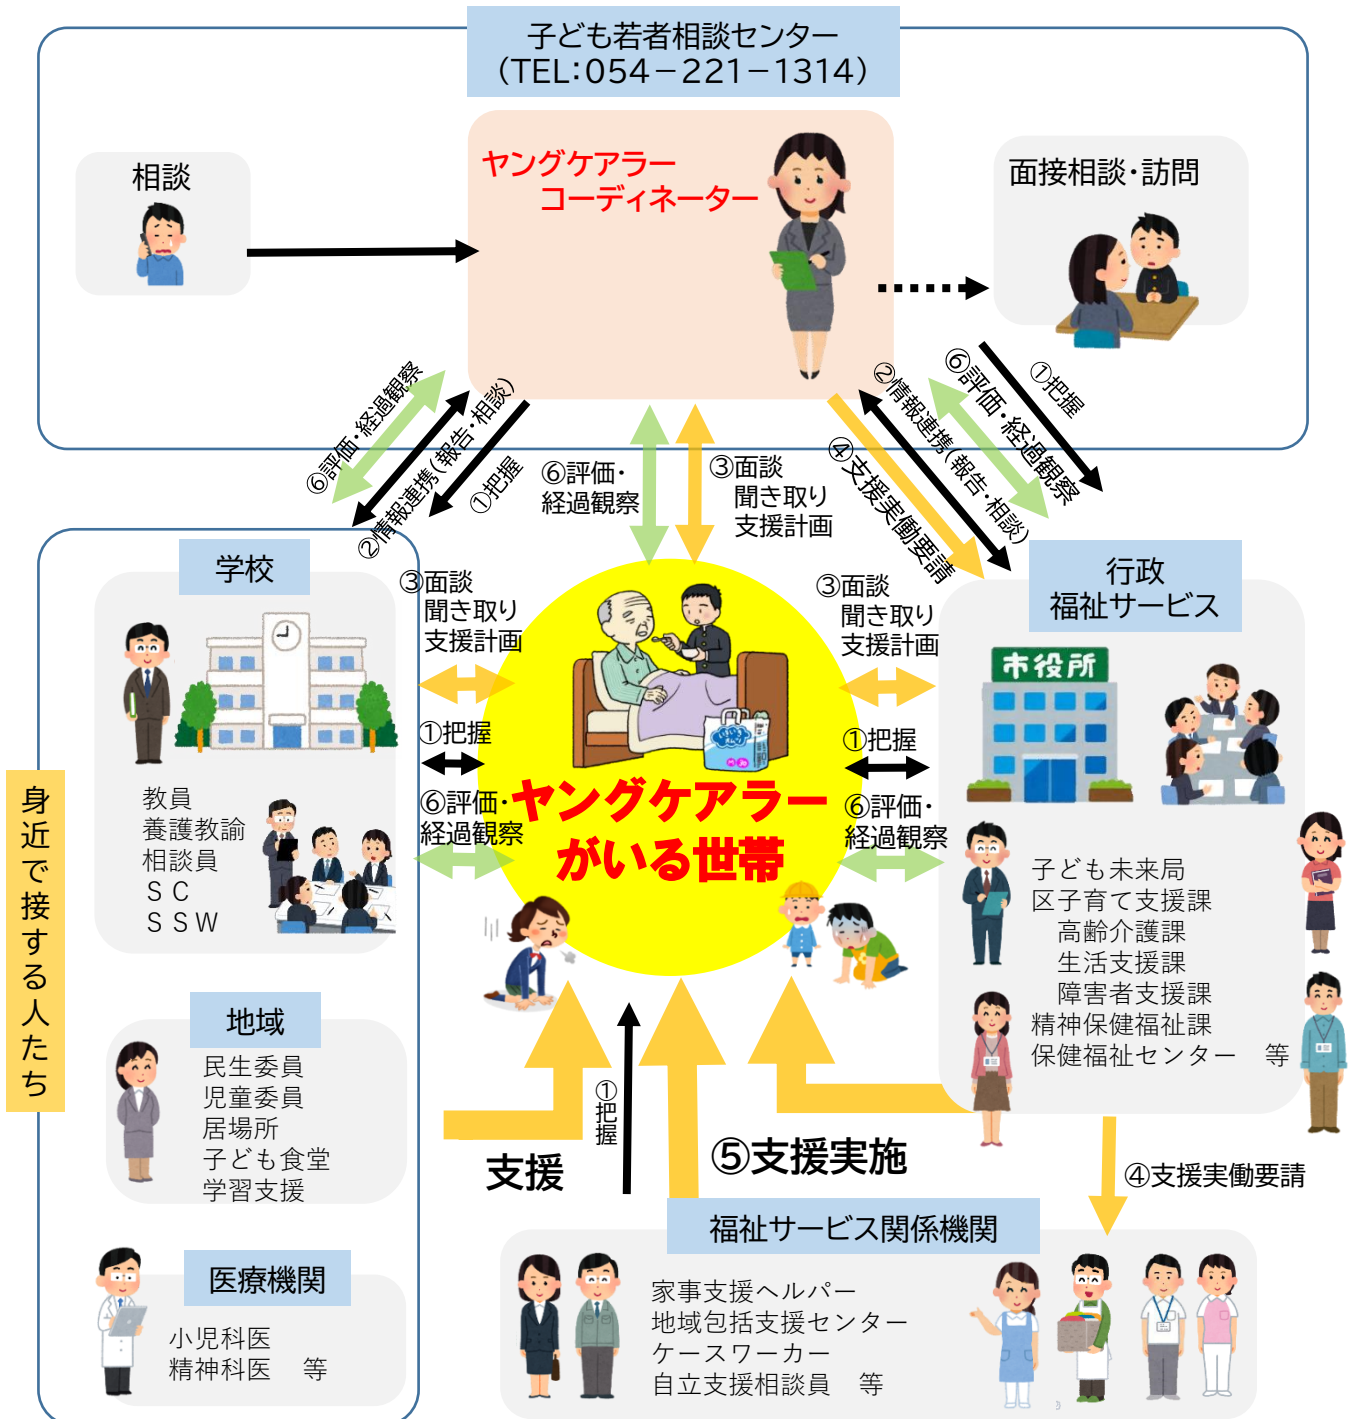 子ども若者相談センター
（TEL：054－221－1314）
相談
ヤングケアラー
コーディネーター
面接相談・訪問
⑥評価・経過観察
②情報連携（報告・相談）
①把握
⑥評価・
経過観察
③面談
聞き取り
支援計画
④支援実働要請
②情報連携（報告・相談）
⑥評価・経過観察
①把握
学校
教員
養護教諭
相談員
ＳＣ
ＳＳＷ
③面談
聞き取り
支援計画
①把握
⑥評価・
経過観察
ヤングケアラー
がいる世帯
③面談
聞き取り
支援計画
①把握
⑥評価・
経過観察
行政
福祉サービス
市役所
子ども未来局
区子育て支援課
高齢介護課
生活支援課
障害者支援課
精神保健福祉課
保健福祉センター　等
身近で接する人たち
地域
民生委員
児童委員
居場所
子ども食堂
学習支援
医療機関
小児科医
精神科医　等
支援
①把握
⑤支援実施
④支援実働要請
福祉サービス関係機関
家事支援ヘルパー
地域包括支援センター
ケースワーカー
自立支援相談員　等